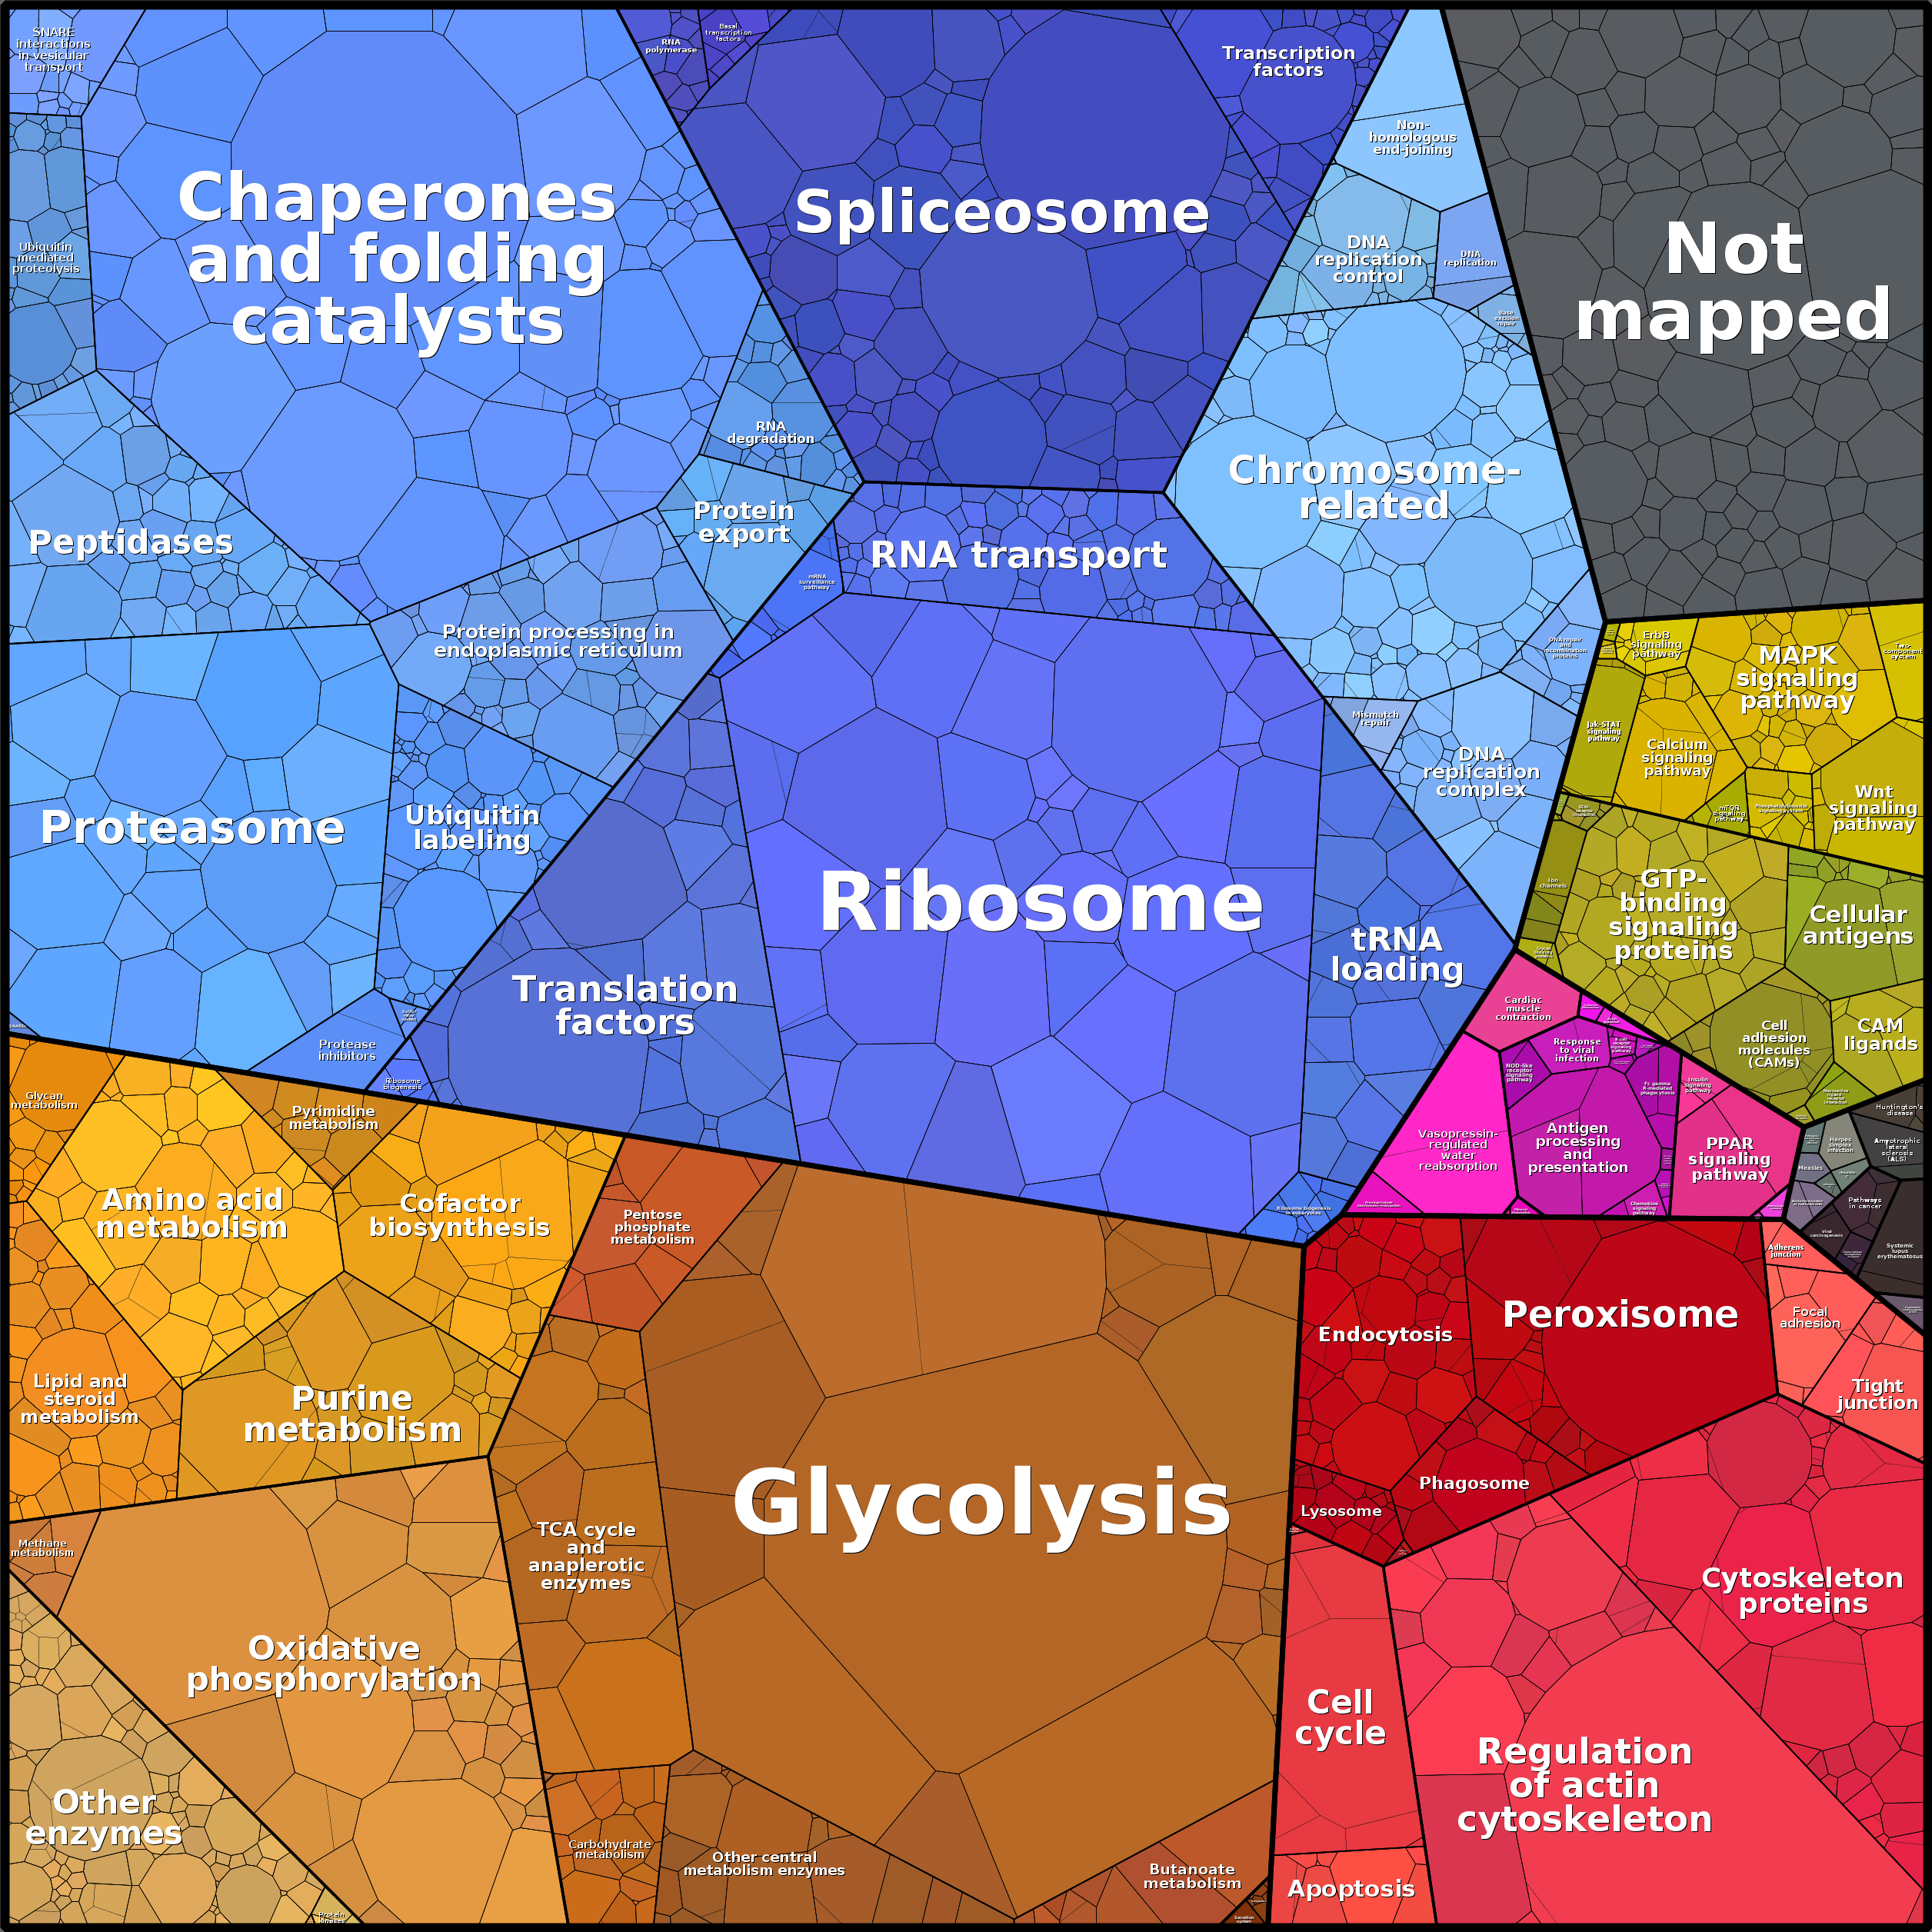 SNARE
interactions
in vesicular
transport
Chaperones
and folding
catalysts
RNA
polymerase
Basal
transcription
factors
Spliceosome
Transcription
factors
Non-
homologous
end-joining
Not
mapped
Ubiquitin
mediated
proteolysis
DNA
replication
control
DNA
replication
Base
excision
repair
RNA
degradation
Chromosome-
related
Peptidases
Protein
export
RNA transport
mRNA
surveillance
pathway
Protein processing in
endoplasmic reticulum
DNA repair
and
recombination
proteins
Mismatch
repair
DNA
replication
complex
ErbB
signaling
pathway
MAPK
signaling
pathway
Two-
component
system
Jak-STAT
signaling
pathway
Calcium
signaling
pathway
mTOR
signaling
pathway
Wnt
signaling
pathway
Proteasome
Ubiquitin
labeling
Ribosome
Translation
factors
tRNA
loading
Ion
channels
GTP-
binding
signaling
proteins
Cellular
antigens
Cell
adhesion
molecules
(CAMs)
CAM
ligands
Protease
inhibitors
Ribosome
Biogenesis
Ribosome biogenesis
in eukaryotes
Cardiac
muscle
contraction
Response
to viral
infection
NOD-like
receptor
signaling
pathway
Fc gamma
R-mediated
phagocytosis
Insulin
signaling
pathway
Vasopressin-
regulated
water
reabsorption
Antigen
processing
and
presentation
PPAR
signaling
pathway
Chemokine
signaling
pathway
Huntington's
disease
Herpes
simplex
infection
Amyotrophic
lateral
sclerosis
(ALS)
Measles
Pathways
in cancer
Viral
carcinogenesis
Systemic
lupus
erythematosus
Glycan
metabolism
Pyrimidine
metabolism
Amino acid
metabolism
Cofactor
biosynthesis
Pentose
phosphate
metabolism
Lipid and
steroid
metabolism
Purine
metabolism
Glycolysis
TCA cycle
and
anaplerotic
enzymes
Methane
metabolism
Oxidative
phosphorylation
Other
enzymes
Protein
kinases
Carbohydrate
metabolism
Other central
metabolism enzymes
Butanoate
metabolism
Secretion
system
Endocytosis
Peroxisome
Adherens
junction
Focal
adhesion
Tight
junction
Phagosome
Lysosome
Cytoskeleton
proteins
Cell
cycle
Regulation
of actin
cytoskeleton
Apoptosis